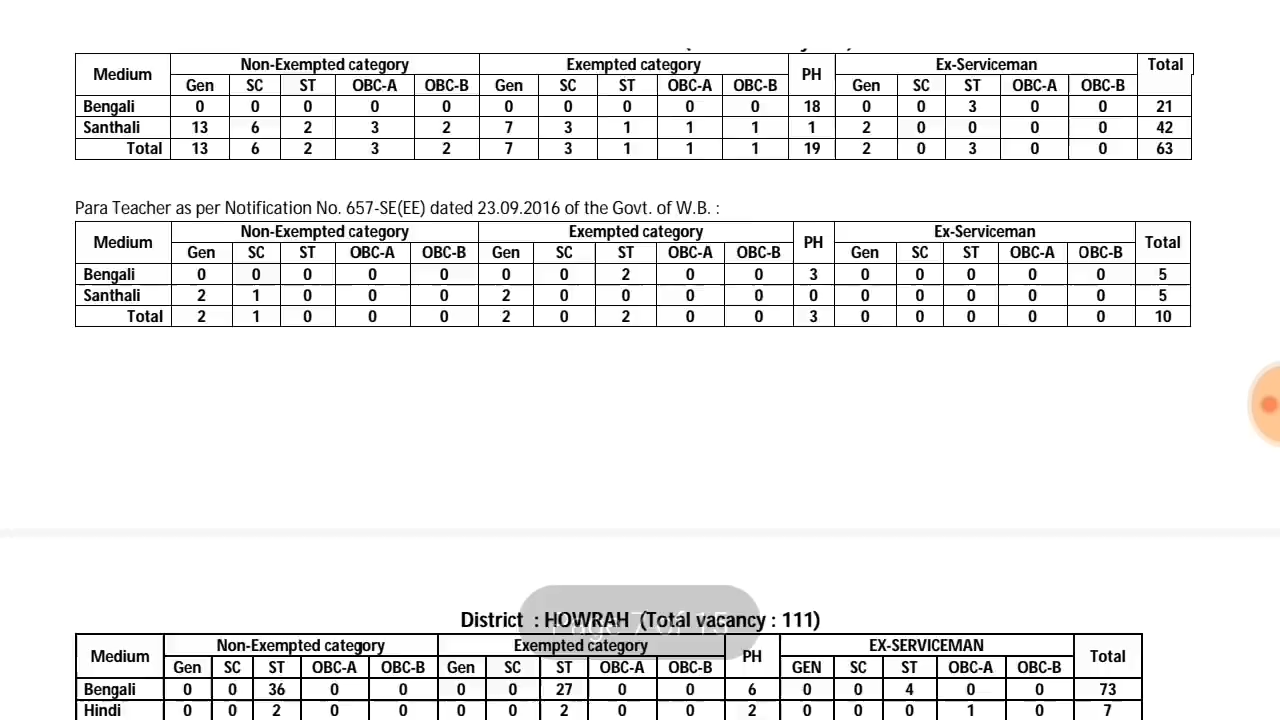 Medium Non-Exempted category Exempted category PH Ex-Serviceman Total
Gen SC ST OBC-A OBC-B Gen SC ST OBC-A OBC-B Gen SC ST OBC-A OBC-B
Bengali 0 0 0 0 0 0 0 0 0 0 18 0 0 3 0 0 21
Santhali 13 6 2 3 2 7 3 1 1 1 1 2 0 0 0 0 42
Total 13 6 2 3 2 7 3 1 1 1 19 2 0 3 0 0 63
Para Teacher as per Notification No. 657-SE(EE) dated 23.09.2016 of the Govt. of W.B. :
Medium Non-Exempted category Exempted category PH Ex-Serviceman Total
Gen SC ST OBC-A OBC-B Gen SC ST OBC-A OBC-B Gen SC ST OBC-A OBC-B
Bengali 0 0 0 0 0 0 0 2 0 0 3 0 0 0 0 0 5
Santhali 2 1 0 0 0 2 0 0 0 0 0 0 0 0 0 0 5
Total 2 1 0 0 0 2 0 2 0 0 3 0 0 0 0 0 10
District : HOWRAH (Total vacancy : 111)
Page 7 of 15
Medium Non-Exempted category Exempted category PH EX-SERVICEMAN Total
Gen SC ST OBC-A OBC-B Gen SC ST OBC-A OBC-B GEN SC ST OBC-A OBC-B
Bengali 0 0 36 0 0 0 0 27 0 0 6 0 0 4 0 0 73
Hindi 0 0 2 0 0 0 0 2 0 0 2 0 0 0 1 0 7